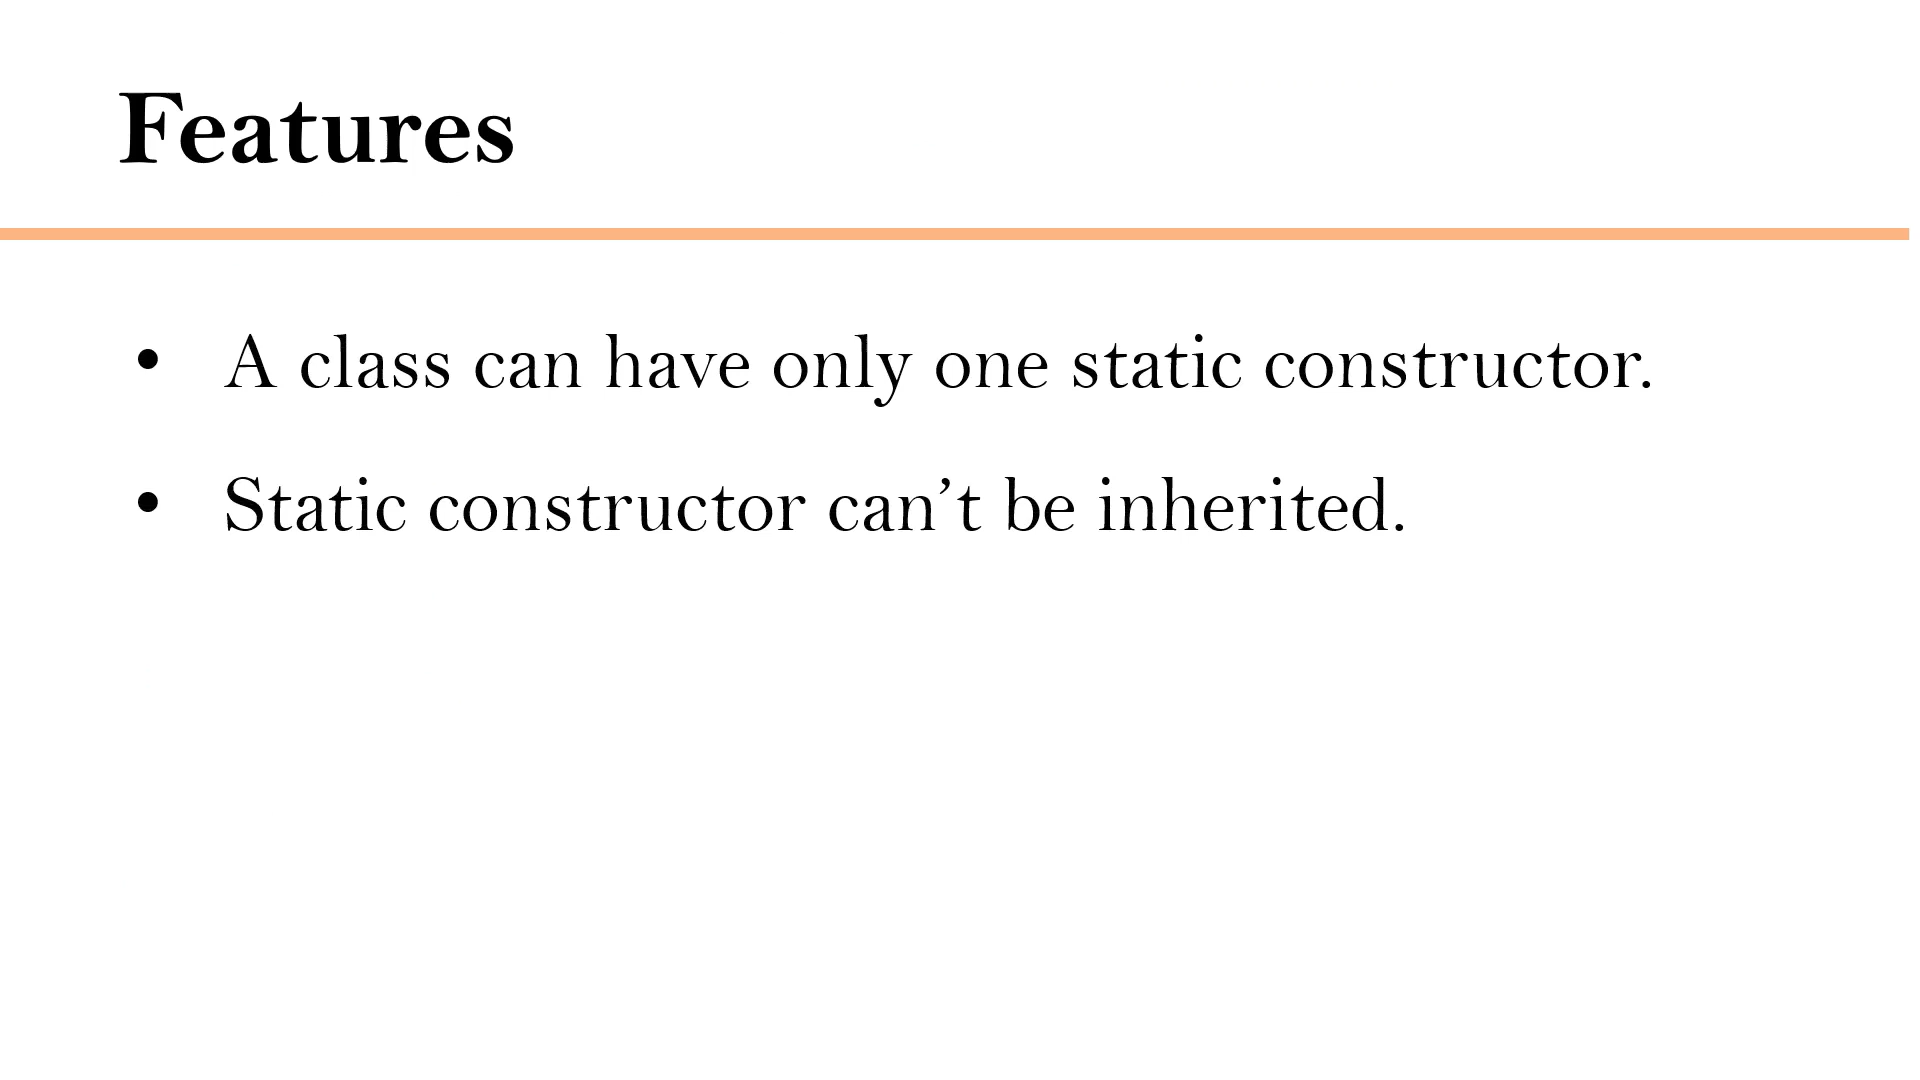 Features
• A class can have only one static constructor.
• Static constructor can’t be inherited.